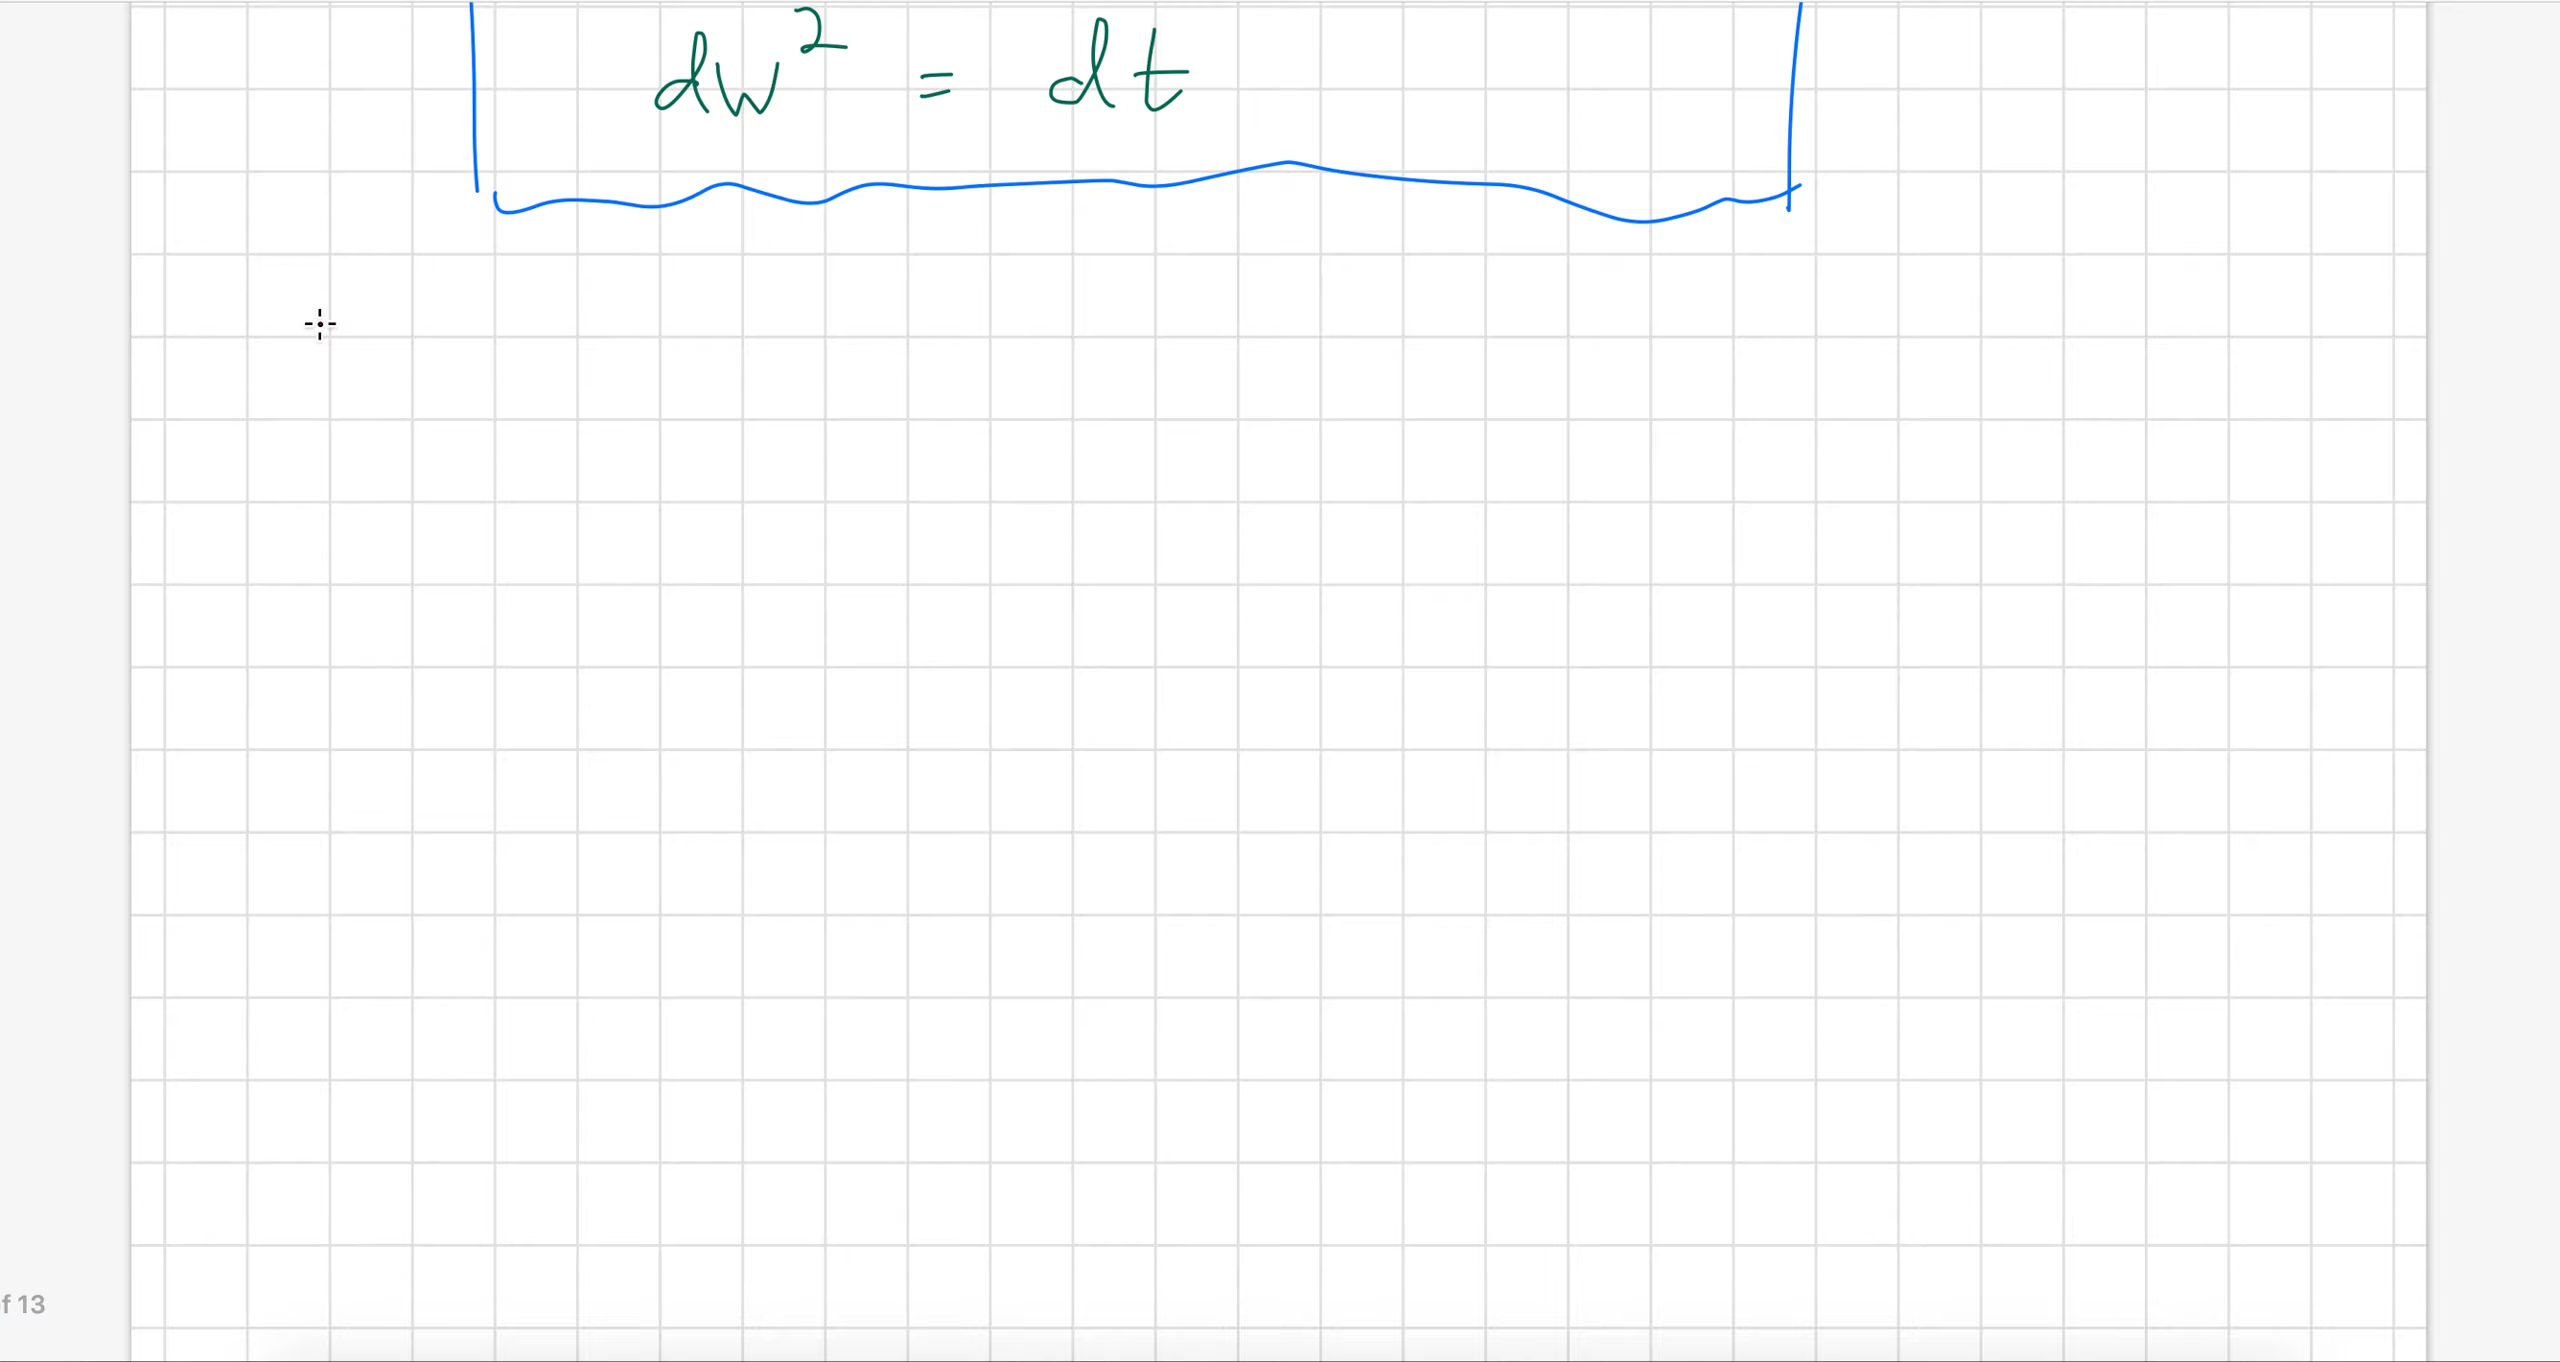 dw² = dt
f 13